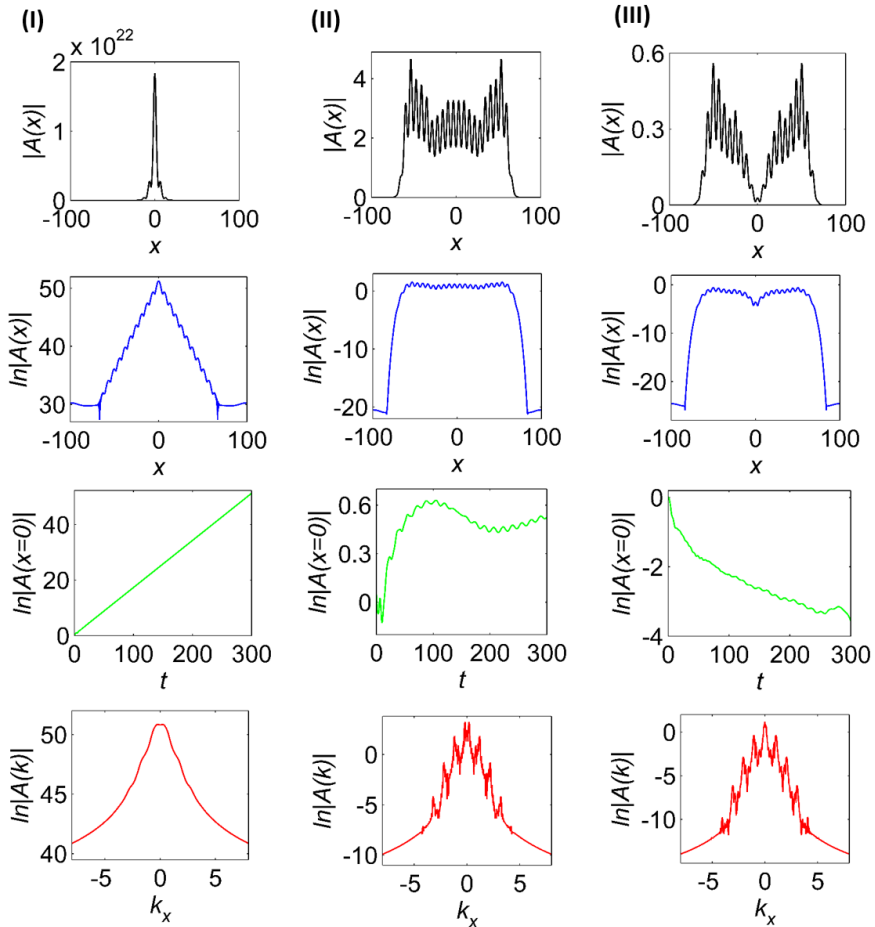 (I) (II) (III)
x 10^22
2
1
0
|A(x)|
-100 0 100
x
4
2
0
|A(x)|
-100 0 100
x
0.6
0.3
0
|A(x)|
-100 0 100
x
50
40
30
ln|A(x)|
-100 0 100
x
0
-10
-20
ln|A(x)|
-100 0 100
x
0
-10
-20
ln|A(x)|
-100 0 100
x
40
20
0
ln|A(x=0)|
0 100 200 300
t
0.6
0.3
0
ln|A(x=0)|
0 100 200 300
t
0
-2
-4
ln|A(x=0)|
0 100 200 300
t
50
45
40
ln|A(k)|
-5 0 5
k_x
0
-5
-10
ln|A(k)|
-5 0 5
k_x
0
-5
-10
ln|A(k)|
-5 0 5
k_x